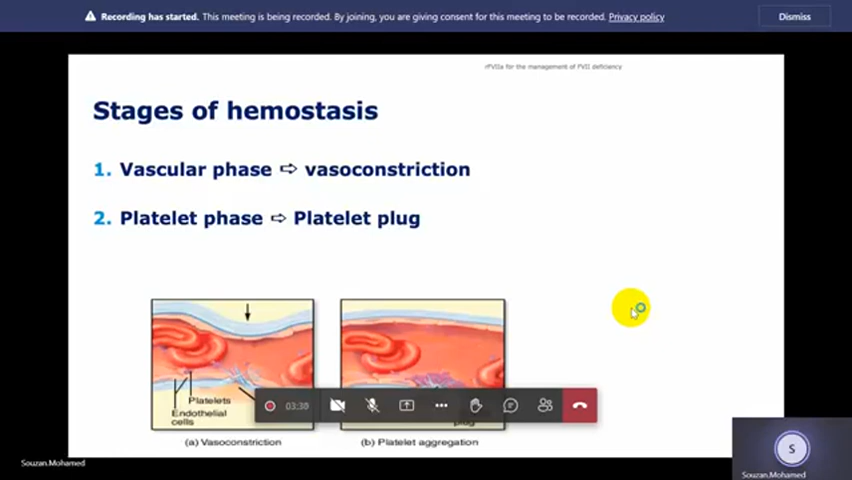 Recording has started. This meeting is being recorded. By joining, you are giving consent for this meeting to be recorded. Privacy policy
Dismiss
rFVIIa for the management of FVII deficiency
Stages of hemostasis
1. Vascular phase ⇨ vasoconstriction
2. Platelet phase ⇨ Platelet plug
Platelets
Endothelial
cells
03:38
plug
(a) Vasoconstriction
(b) Platelet aggregation
Souzan.Mohamed
S
Souzan.Mohamed